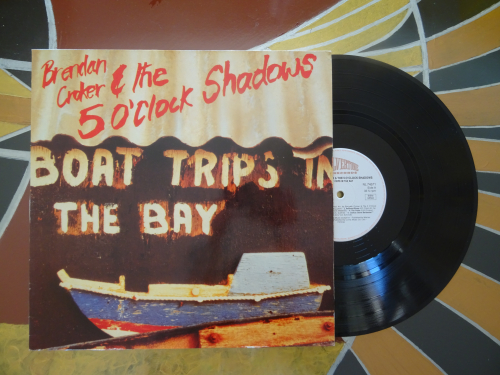 Brendan
Croker & the
5 O'Clock Shadows
BOAT TRIPS IN
THE BAY